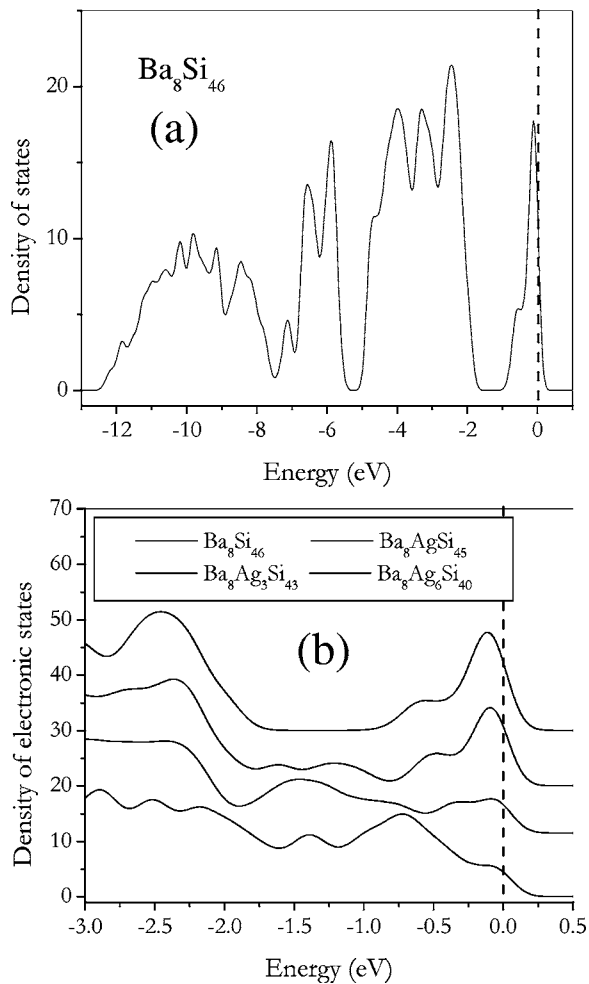 Ba8Si46
(a)
20
10
0
Density of states
-12 -10 -8 -6 -4 -2 0
Energy (eV)
70
60
50
40
30
20
10
0
Density of electronic states
Ba8Si46 Ba8AgSi45
Ba8Ag3Si43 Ba8Ag6Si40
(b)
-3.0 -2.5 -2.0 -1.5 -1.0 -0.5 0.0 0.5
Energy (eV)